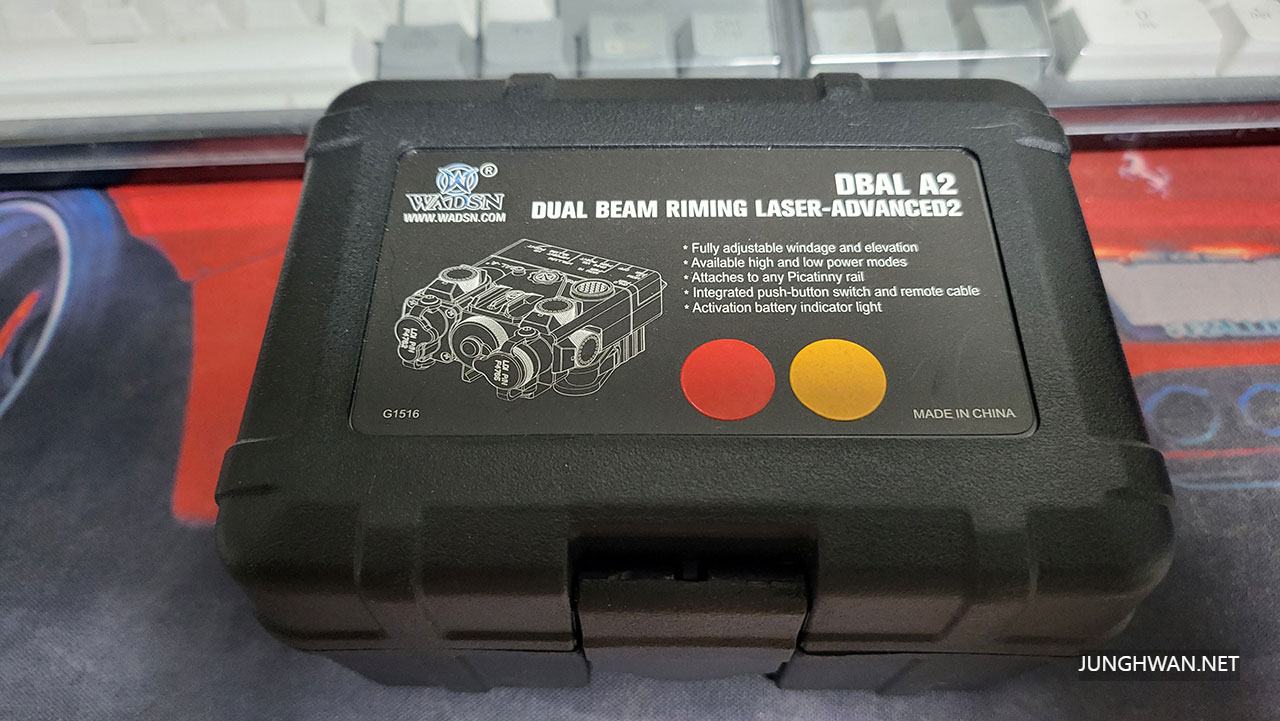 WADSN ®
WWW.WADSN.COM
DBAL A2
DUAL BEAM RIMING LASER-ADVANCED2
* Fully adjustable windage and elevation
* Available high and low power modes
* Attaches to any Picatinny rail
* Integrated push-button switch and remote cable
* Activation battery indicator light
G1516
MADE IN CHINA
JUNGHWAN.NET